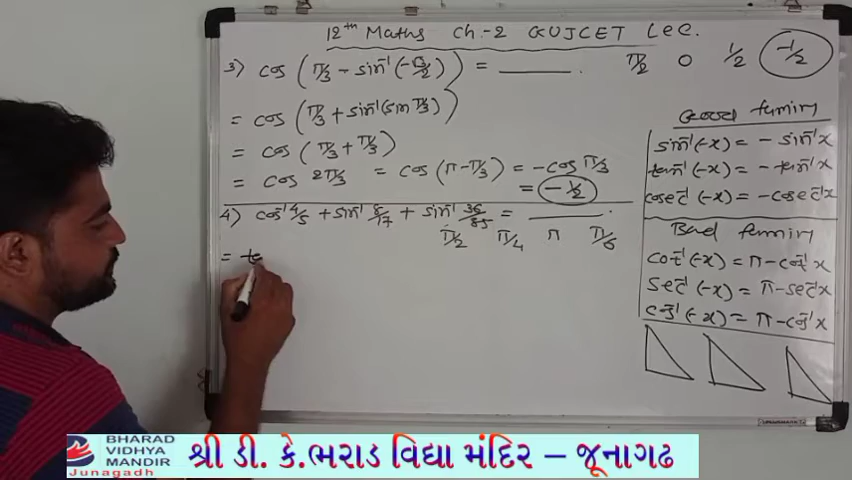 12th Maths Ch.-2 GUJCET Lec.
3) cos (π/3 - sin⁻¹(-√3/2)) = ______. π/2 0 1/2 -1/2
= cos (π/3 + sin⁻¹(sin π/3))
= cos (π/3 + π/3)
= cos 2π/3 = cos (π - π/3) = -cos π/3
= -1/2
4) cos⁻¹ 4/5 + sin⁻¹ 8/17 + sin⁻¹ 36/85 = ______.
π/2 π/4 π π/6
= te
Good family
sin⁻¹(-x) = - sin⁻¹x
tan⁻¹(-x) = - tan⁻¹x
cosec⁻¹(-x) = -cosec⁻¹x
Bad family
cot⁻¹(-x) = π - cot⁻¹x
sec⁻¹(-x) = π - sec⁻¹x
cos⁻¹(-x) = π - cos⁻¹x
BHARAD
VIDHYA
MANDIR
Junagadh
શ્રી ડી. કે.ભરાડ વિદ્યા મંદિર – જૂનાગઢ